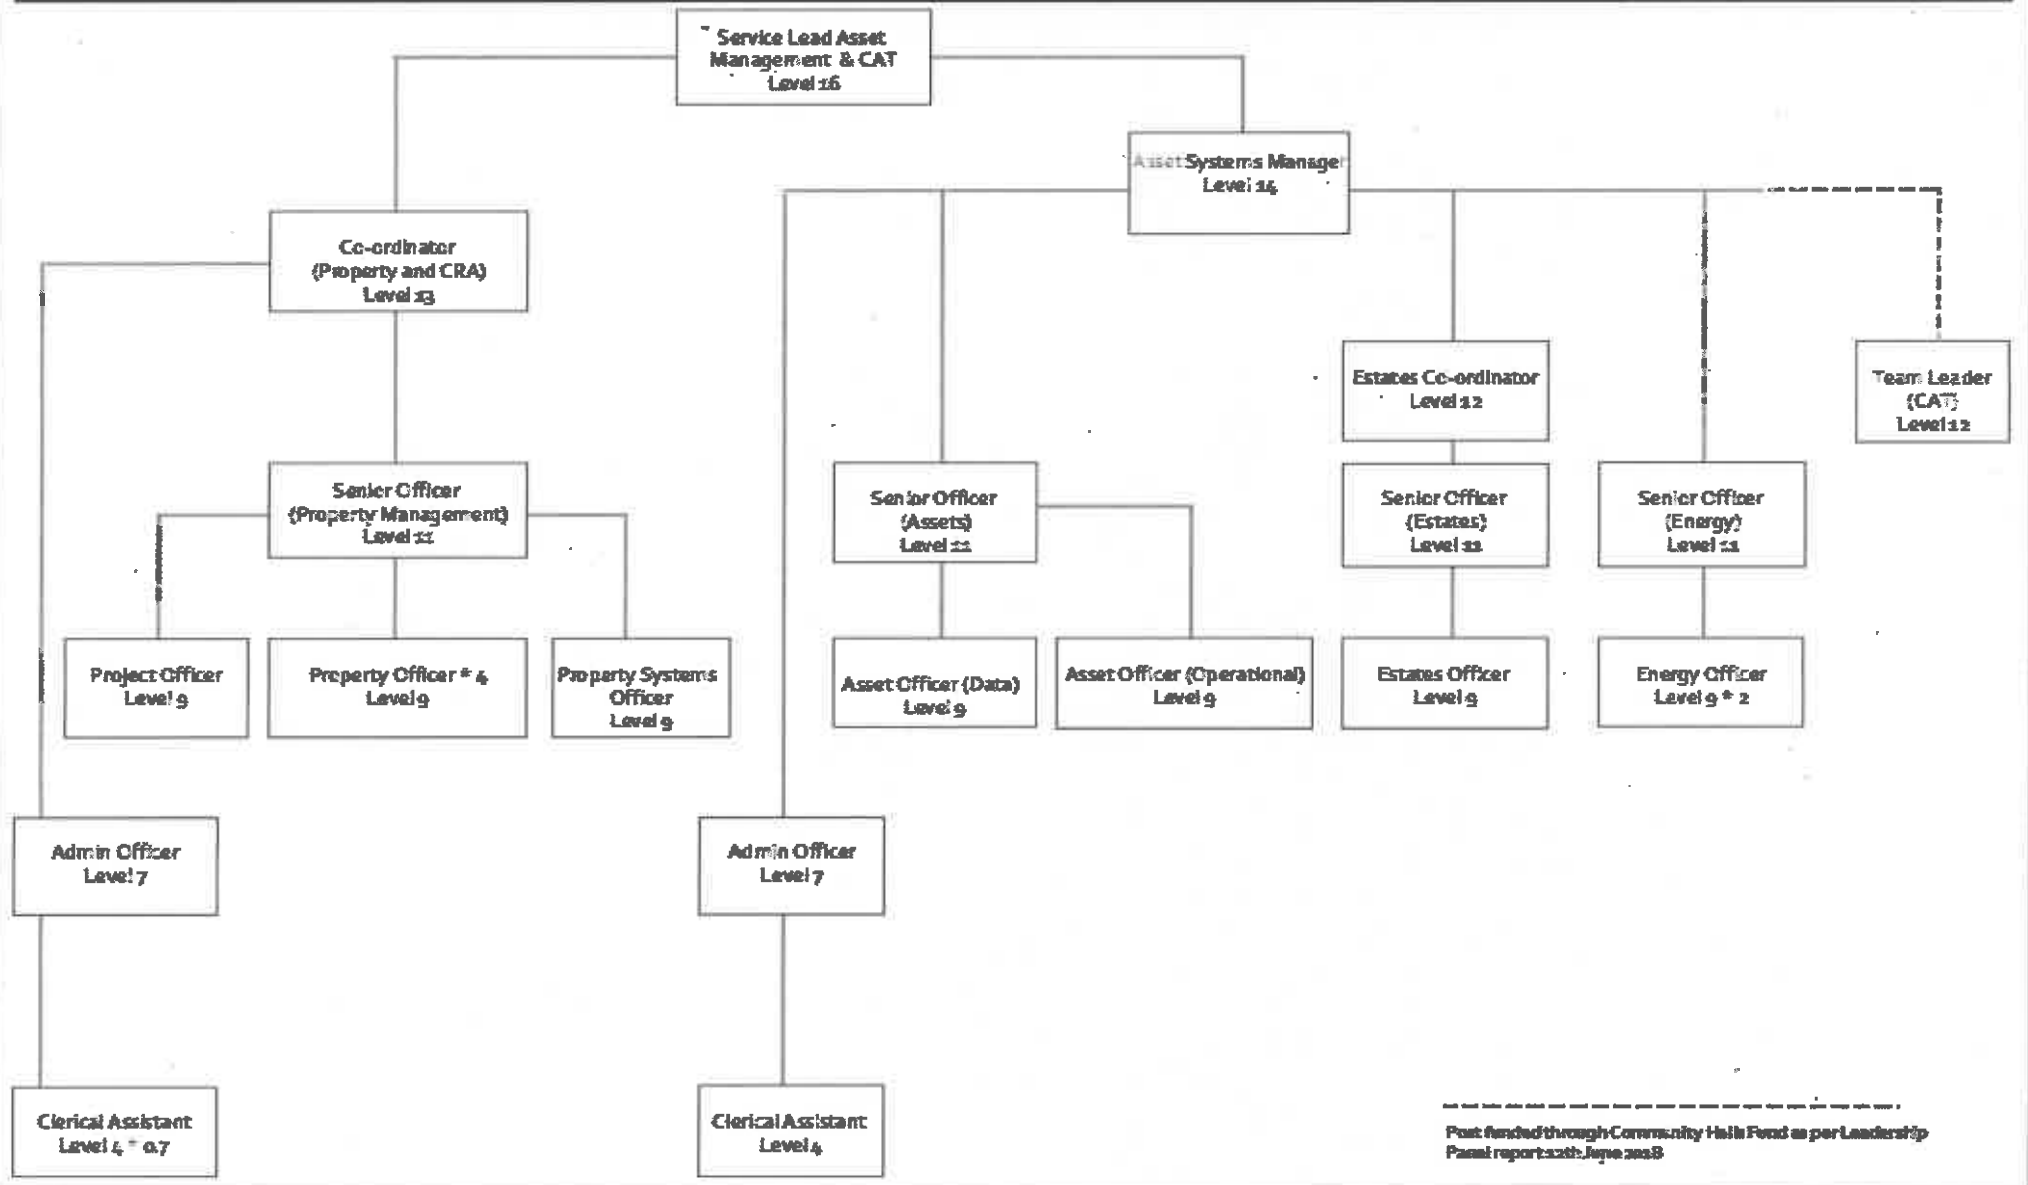 Service Lead Asset
Management & CAT
Level 16
Asset Systems Manager
Level 14
Co-ordinator
(Property and CRA)
Level 13
Estates Co-ordinator
Level 12
Team Leader
(CAT)
Level 12
Senior Officer
(Property Management)
Level 11
Senior Officer
(Assets)
Level 11
Senior Officer
(Estates)
Level 11
Senior Officer
(Energy)
Level 11
Project Officer
Level 9
Property Officer * 4
Level 9
Property Systems
Officer
Level 9
Asset Officer (Data)
Level 9
Asset Officer (Operational)
Level 9
Estates Officer
Level 9
Energy Officer
Level 9 * 2
Admin Officer
Level 7
Admin Officer
Level 7
Clerical Assistant
Level 4 * 0.7
Clerical Assistant
Level 4
Post funded through Community Halls Fund as per Leadership
Panel report 12th June 2018